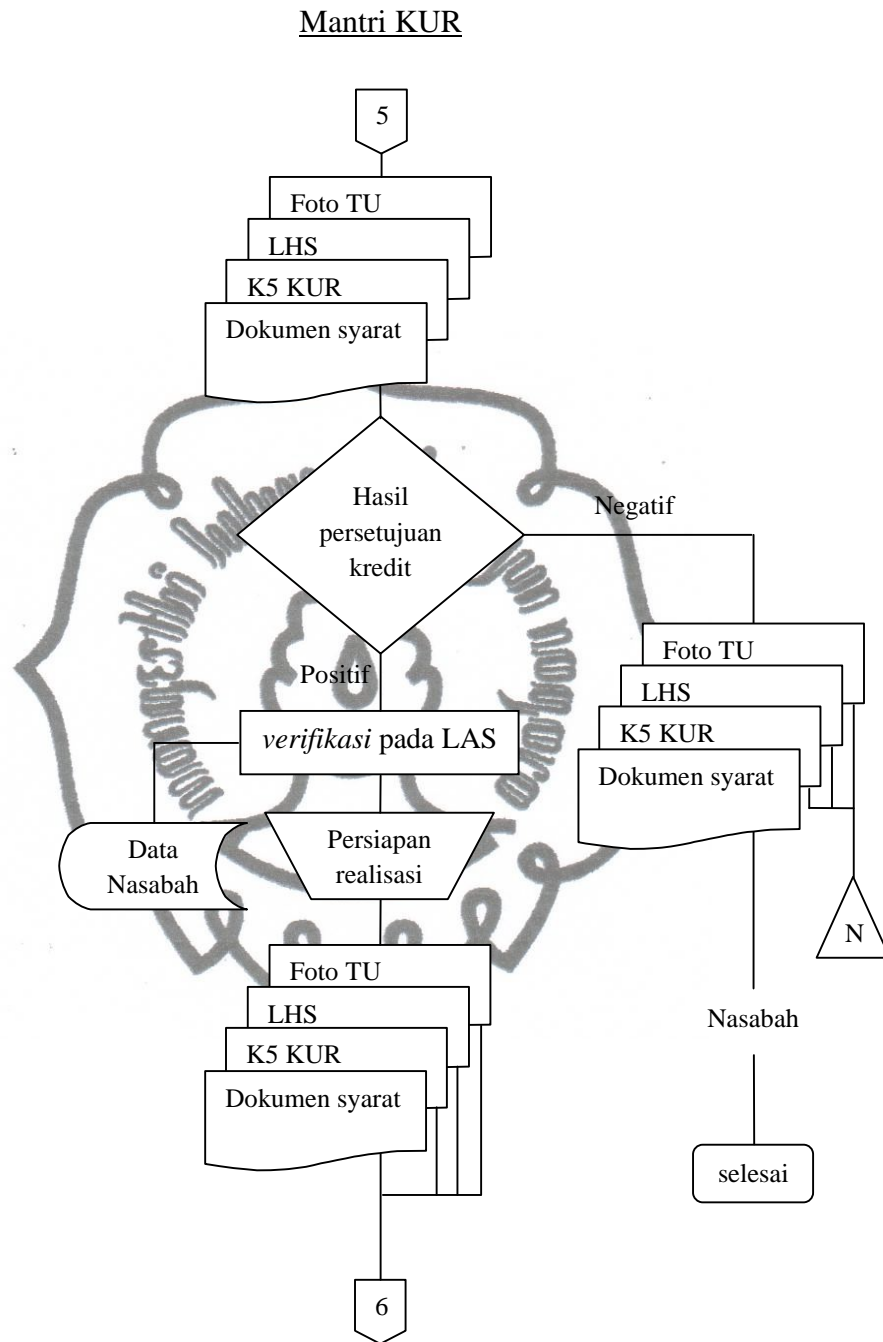 Mantri KUR
5
Foto TU
LHS
K5 KUR
Dokumen syarat
Hasil
persetujuan
kredit
Negatif
Positif
verifikasi pada LAS
Data
Nasabah
Persiapan
realisasi
Foto TU
LHS
K5 KUR
Dokumen syarat
N
Foto TU
LHS
K5 KUR
Dokumen syarat
Nasabah
selesai
6